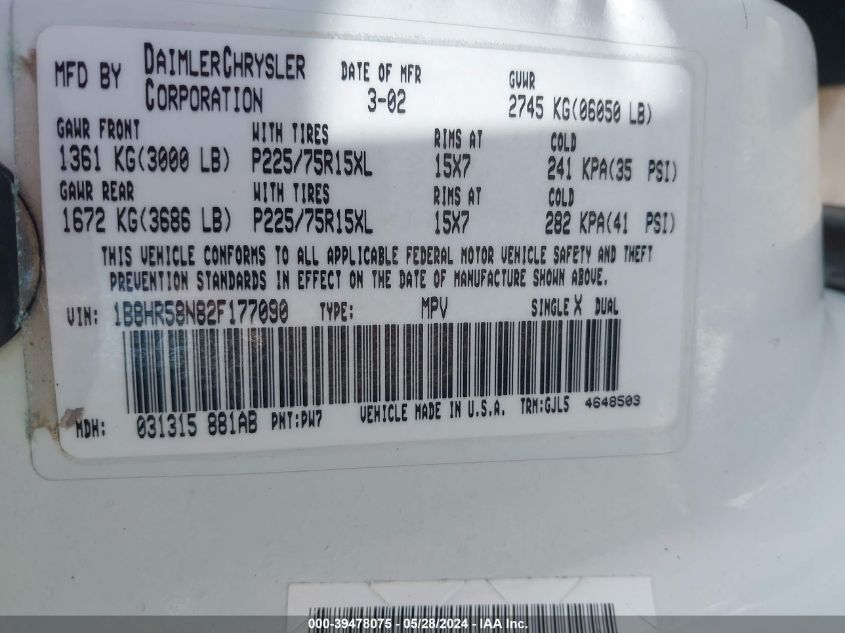 MFD BY DAIMLERCHRYSLER CORPORATION DATE OF MFR 3-02 GVWR 2745 KG(06050 LB)
GAWR FRONT WITH TIRES RIMS AT COLD
1361 KG(3000 LB) P225/75R15XL 15X7 241 KPA(35 PSI)
GAWR REAR WITH TIRES RIMS AT COLD
1672 KG(3686 LB) P225/75R15XL 15X7 282 KPA(41 PSI)
THIS VEHICLE CONFORMS TO ALL APPLICABLE FEDERAL MOTOR VEHICLE SAFETY AND THEFT
PREVENTION STANDARDS IN EFFECT ON THE DATE OF MANUFACTURE SHOWN ABOVE.
VIN: 1B8HR58N82F177090 TYPE: MPV SINGLE X DUAL
MDH: 031315 881AB PNT:PW7 VEHICLE MADE IN U.S.A. TRM:GJL5 4648503
000-39478075 - 05/28/2024 - IAA Inc.